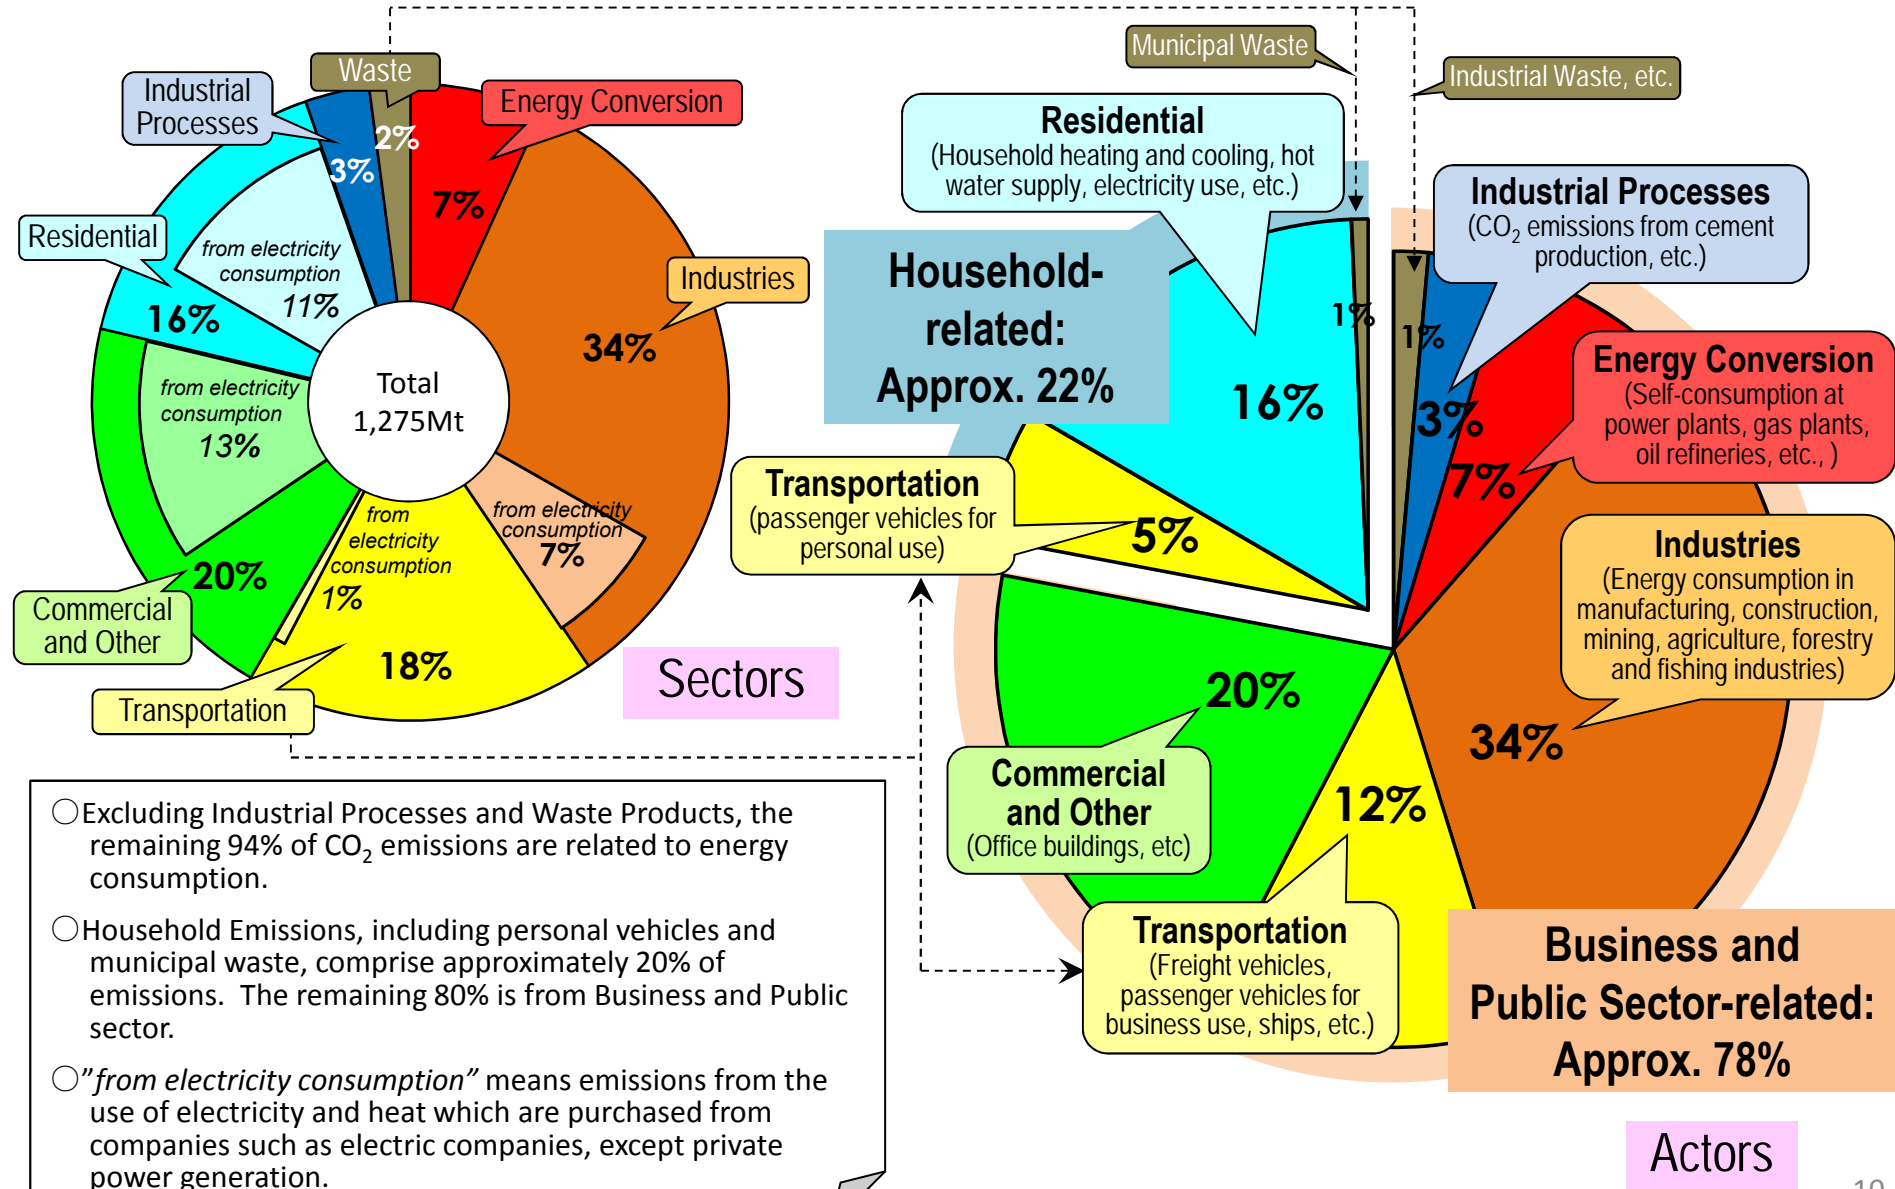 Waste
Industrial
Processes
Energy Conversion
2%
3%
7%
Residential
from electricity
consumption
11%
16%
Industries
34%
from electricity
consumption
13%
Total
1,275Mt
from electricity
consumption
7%
from
electricity
consumption
1%
20%
Commercial
and Other
18%
Transportation
Sectors
Municipal Waste
Industrial Waste, etc.
Residential
(Household heating and cooling, hot
water supply, electricity use, etc.)
Industrial Processes
(CO2 emissions from cement
production, etc.)
Household-
related:
Approx. 22%
1%
1%
16%
3%
7%
Energy Conversion
(Self-consumption at
power plants, gas plants,
oil refineries, etc., )
Transportation
(passenger vehicles for
personal use)
5%
Industries
(Energy consumption in
manufacturing, construction,
mining, agriculture, forestry
and fishing industries)
34%
20%
Commercial
and Other
(Office buildings, etc)
12%
Transportation
(Freight vehicles,
passenger vehicles for
business use, ships, etc.)
Business and
Public Sector-related:
Approx. 78%
Actors
○Excluding Industrial Processes and Waste Products, the
remaining 94% of CO2 emissions are related to energy
consumption.
○Household Emissions, including personal vehicles and
municipal waste, comprise approximately 20% of
emissions. The remaining 80% is from Business and Public
sector.
○"from electricity consumption" means emissions from the
use of electricity and heat which are purchased from
companies such as electric companies, except private
power generation.
10